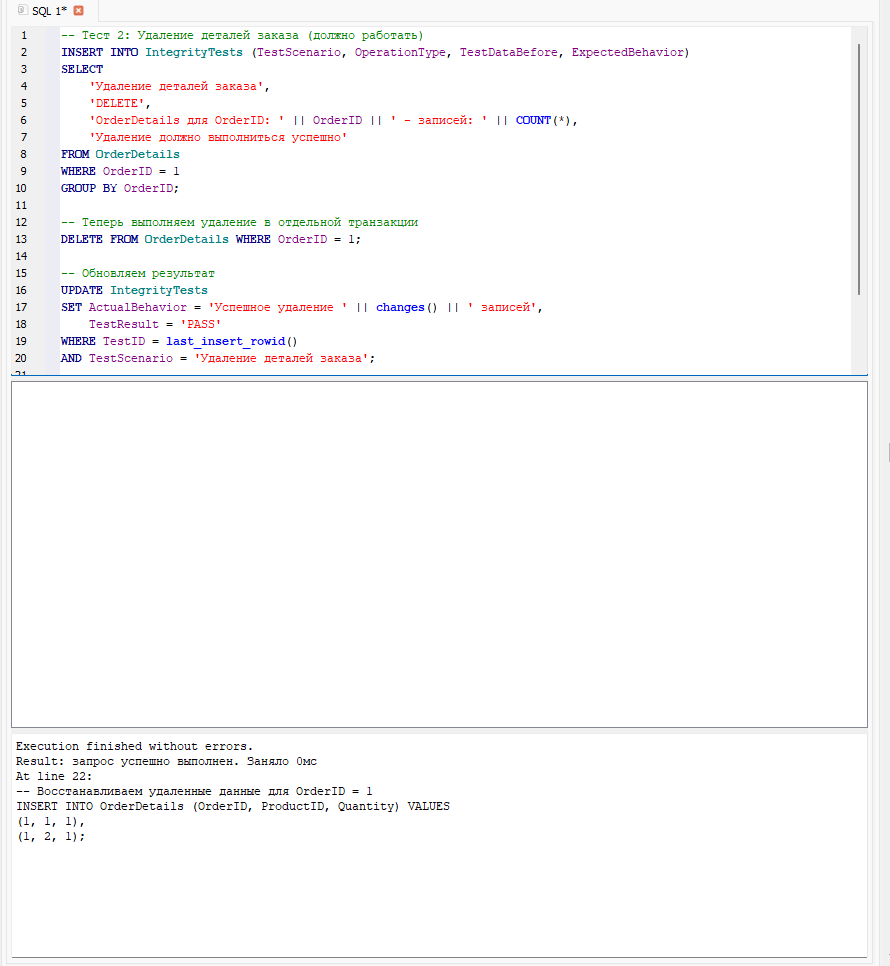 SQL 1*
1 -- Тест 2: Удаление деталей заказа (должно работать)
2 INSERT INTO IntegrityTests (TestScenario, OperationType, TestDataBefore, ExpectedBehavior)
3 SELECT
4 'Удаление деталей заказа',
5 'DELETE',
6 'OrderDetails для OrderID: ' || OrderID || ' - записей: ' || COUNT(*),
7 'Удаление должно выполниться успешно'
8 FROM OrderDetails
9 WHERE OrderID = 1
10 GROUP BY OrderID;
11
12 -- Теперь выполняем удаление в отдельной транзакции
13 DELETE FROM OrderDetails WHERE OrderID = 1;
14
15 -- Обновляем результат
16 UPDATE IntegrityTests
17 SET ActualBehavior = 'Успешное удаление ' || changes() || ' записей',
18 TestResult = 'PASS'
19 WHERE TestID = last_insert_rowid()
20 AND TestScenario = 'Удаление деталей заказа';
21
Execution finished without errors.
Result: запрос успешно выполнен. Заняло 0мс
At line 22:
-- Восстанавливаем удаленные данные для OrderID = 1
INSERT INTO OrderDetails (OrderID, ProductID, Quantity) VALUES
(1, 1, 1),
(1, 2, 1);